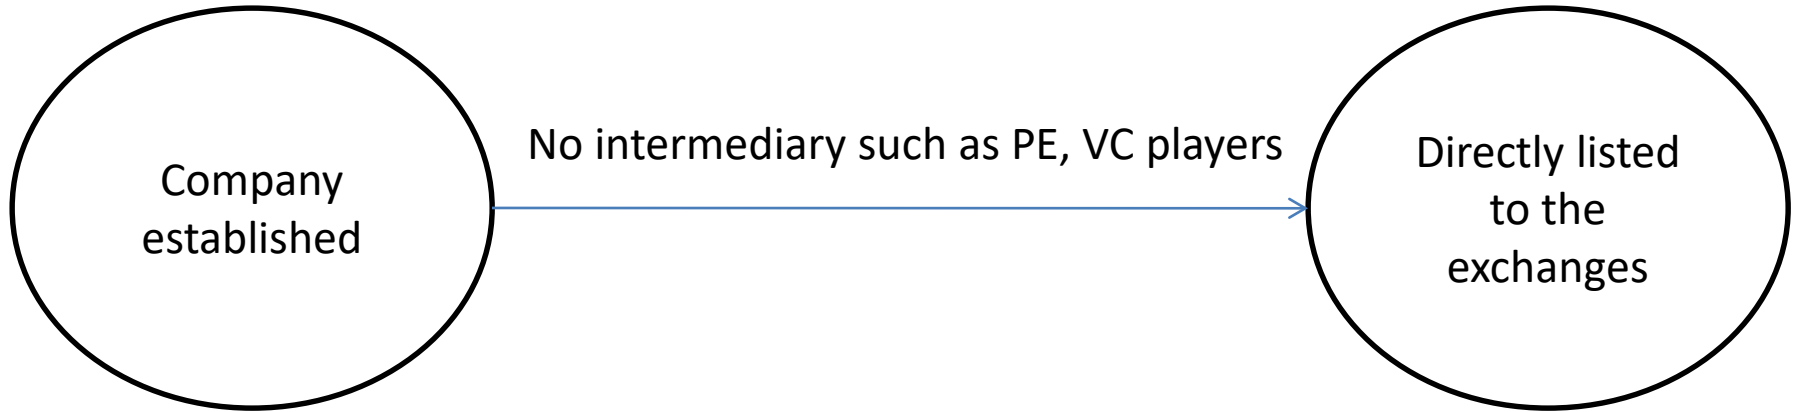 Company
established
No intermediary such as PE, VC players
Directly listed
to the
exchanges